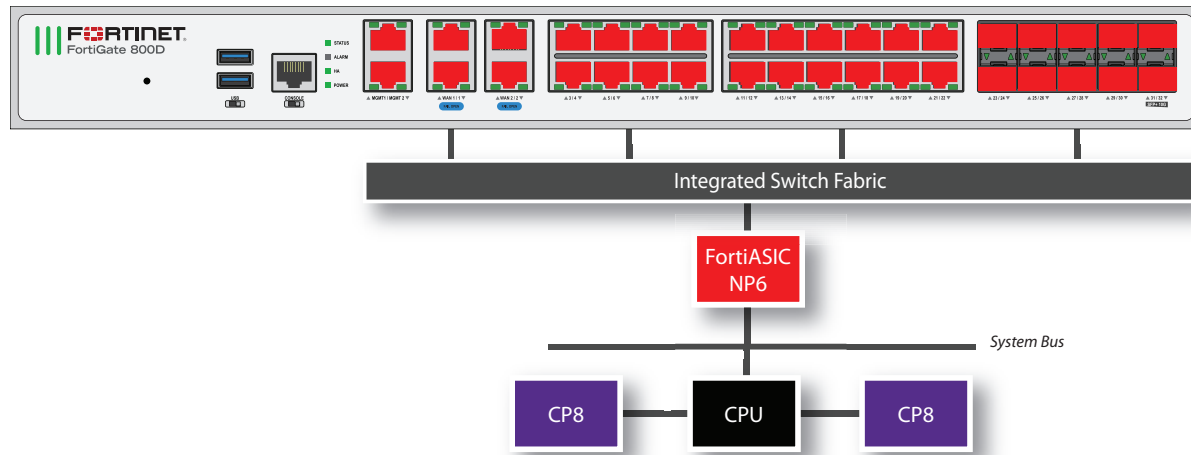 FORTINET
FortiGate 800D
STATUS
ALARM
HA
POWER
USB
CONSOLE
MGMT1 / MGMT 2
WAN 1 / 1
WAN 2 / 2
3 / 4
5 / 6
7 / 8
9 / 10
11 / 12
13 / 14
15 / 16
17 / 18
19 / 20
21 / 22
23 / 24
25 / 26
27 / 28
29 / 30
31 / 32
Integrated Switch Fabric
FortiASIC
NP6
System Bus
CP8
CPU
CP8